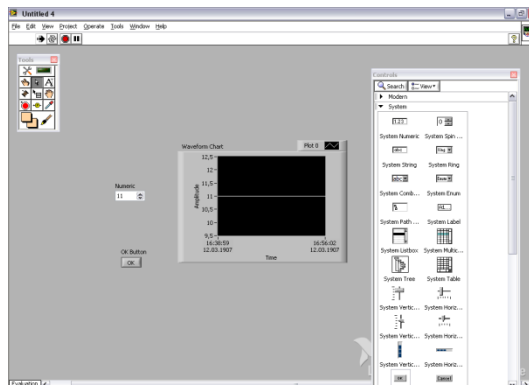 Untitled 4
File Edit View Project Operate Tools Window Help
Tools
Controls
Search View
Modern
System
1.23
System Numeric System Spin ...
System String System Ring
System Comb... System Enum
System Path ... System Label
System Listbox System Multic...
System Tree System Table
System Vertic... System Horiz...
System Vertic... System Horiz...
System Vertic... System Horiz...
OK Cancel
Waveform Chart Plot 0
12,5
12
11,5
11
10,5
10
9,5
Amplitude
16:38:59 16:56:02
12.03.1907 12.03.1907
Time
Numeric
11
OK Button
OK
Evaluation